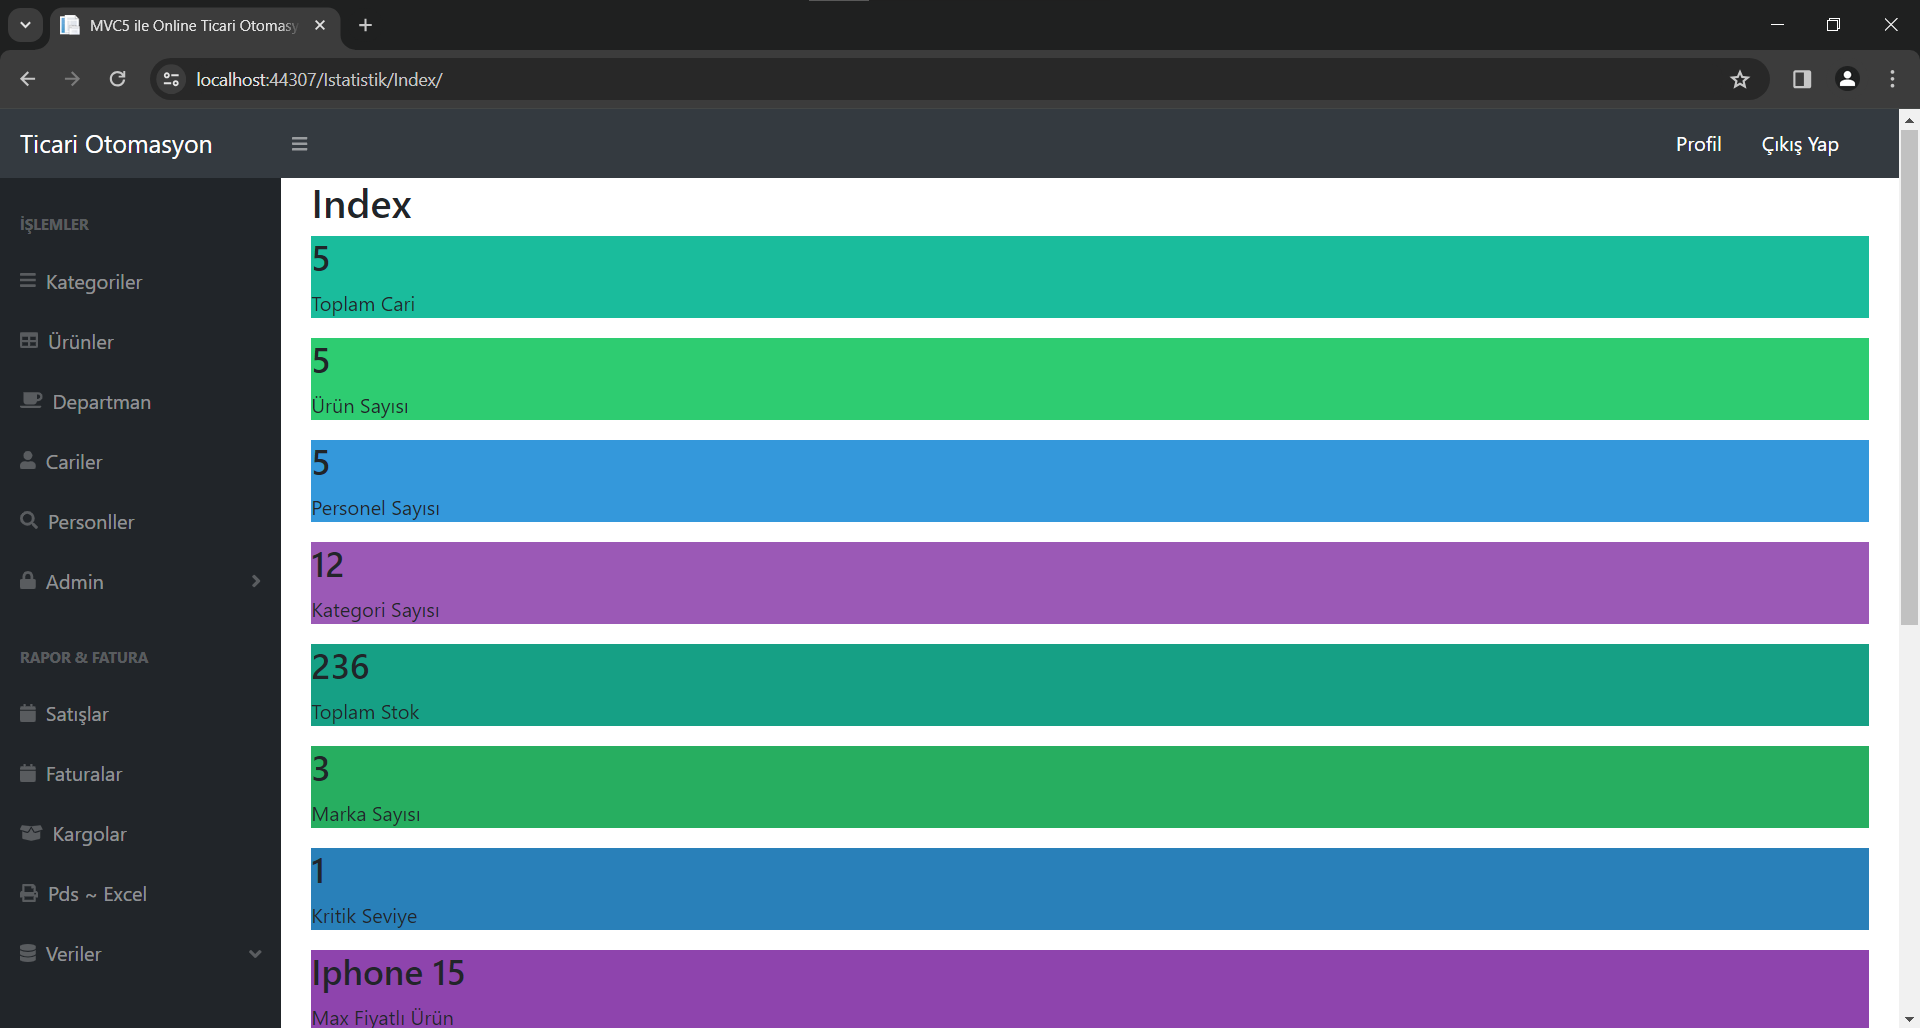 MVC5 ile Online Ticari Otomasy
localhost:44307/Istatistik/Index/
Ticari Otomasyon
Profil
Çıkış Yap
İŞLEMLER
Kategoriler
Ürünler
Departman
Cariler
Personller
Admin
RAPOR & FATURA
Satışlar
Faturalar
Kargolar
Pds ~ Excel
Veriler
Index
5
Toplam Cari
5
Ürün Sayısı
5
Personel Sayısı
12
Kategori Sayısı
236
Toplam Stok
3
Marka Sayısı
1
Kritik Seviye
Iphone 15
Max Fiyatlı Ürün